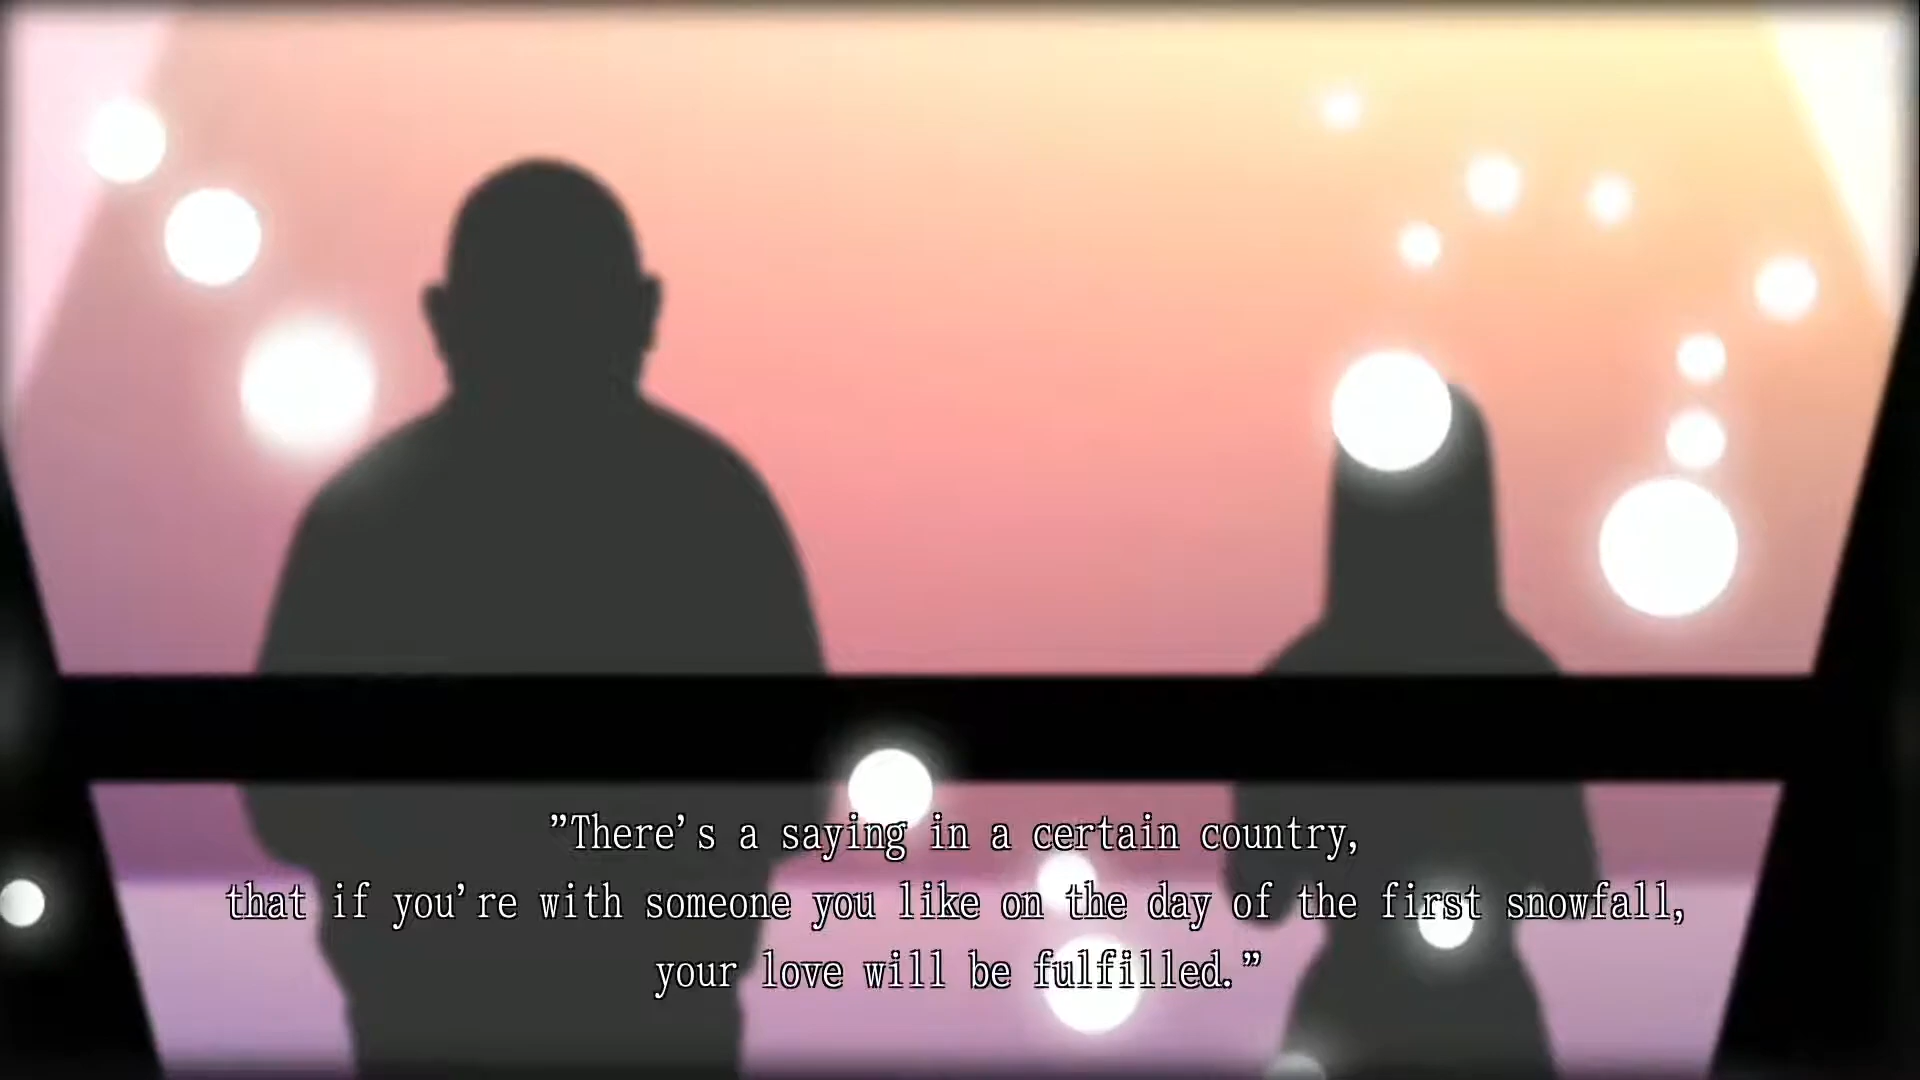 ”There’s a saying in a certain country,
that if you’re with someone you like on the day of the first snowfall,
your love will be fulfilled.”